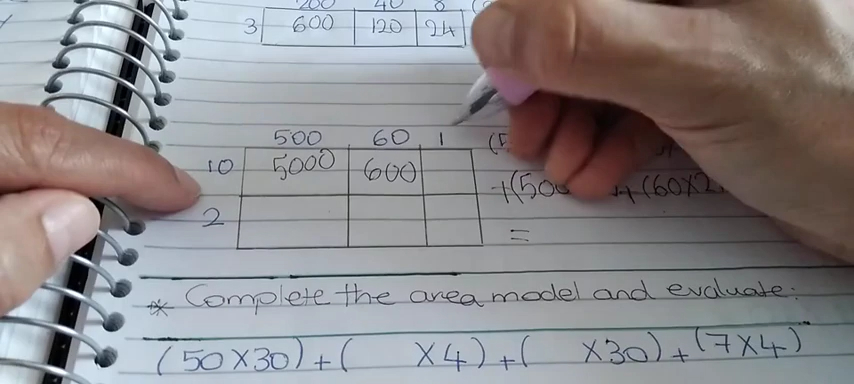 200 40 8
3 600 120 24
500 60 1
10 5000 600
+(500 +(60×2
2
=
* Complete the area model and evaluate:
(50×30)+( ×4)+( ×30)+(7×4)